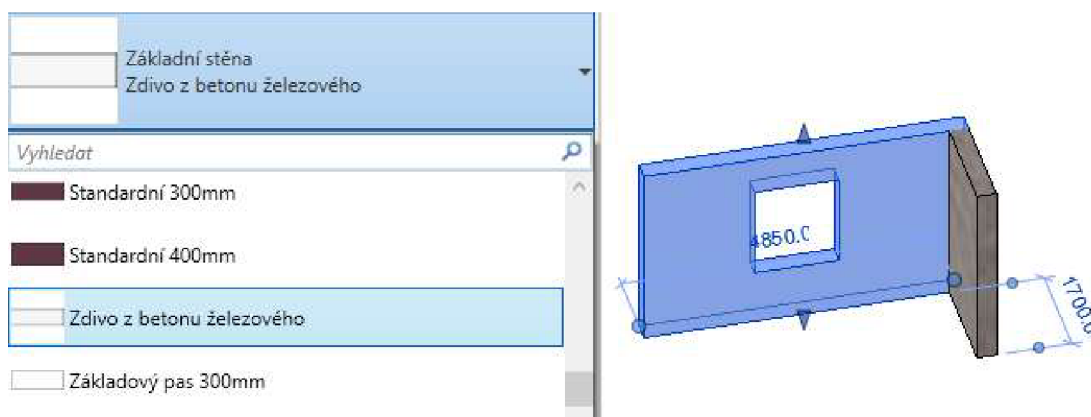 Základní stěna
Zdivo z betonu železového
Vyhledat
Standardní 300mm
Standardní 400mm
Zdivo z betonu železového
Základový pas 300mm
4850.0
1700.0